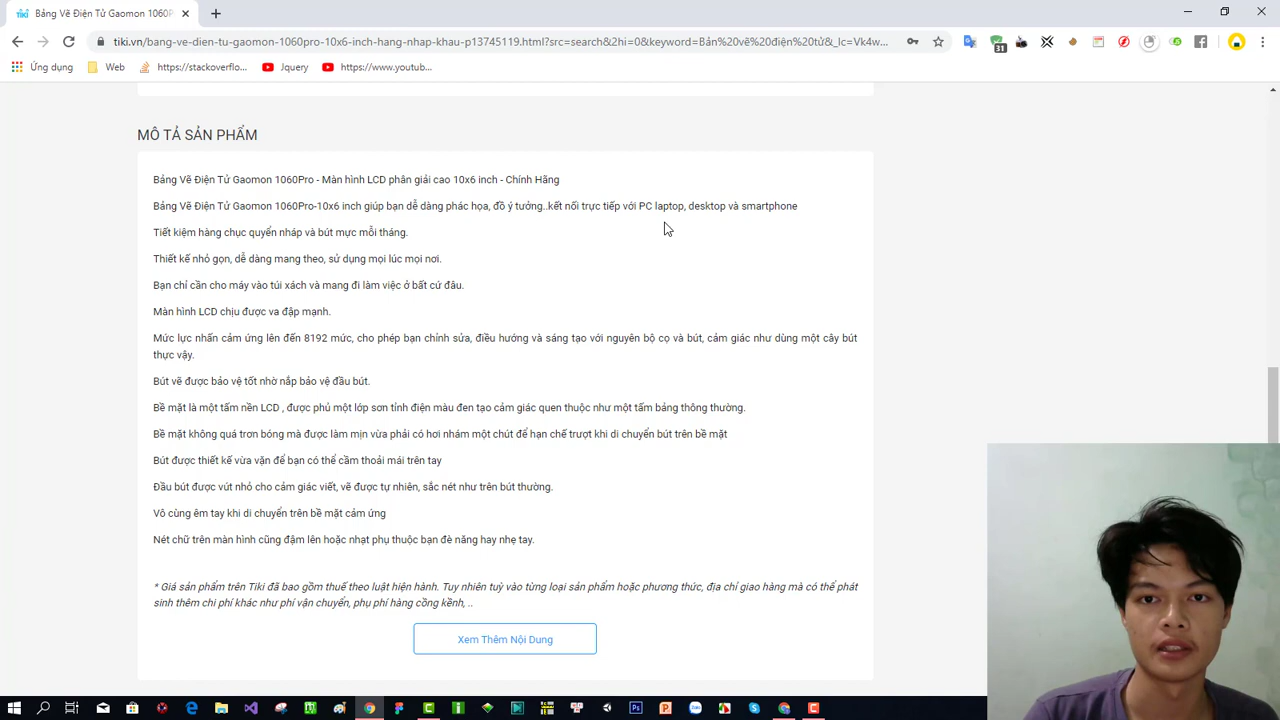 Bảng Vẽ Điện Tử Gaomon 1060P
tiki.vn/bang-ve-dien-tu-gaomon-1060pro-10x6-inch-hang-nhap-khau-p13745119.html?src=search&2hi=0&keyword=Bản%20vẽ%20điện%20tử&_lc=Vk4w...
31
Ứng dụng
Web
https://stackoverflo...
Jquery
https://www.youtub...
MÔ TẢ SẢN PHẨM
Bảng Vẽ Điện Tử Gaomon 1060Pro - Màn hình LCD phân giải cao 10x6 inch - Chính Hãng
Bảng Vẽ Điện Tử Gaomon 1060Pro-10x6 inch giúp bạn dễ dàng phác họa, đồ ý tưởng..kết nối trực tiếp với PC laptop, desktop và smartphone
Tiết kiệm hàng chục quyển nháp và bút mực mỗi tháng.
Thiết kế nhỏ gọn, dễ dàng mang theo, sử dụng mọi lúc mọi nơi.
Bạn chỉ cần cho máy vào túi xách và mang đi làm việc ở bất cứ đâu.
Màn hình LCD chịu được va đập mạnh.
Mức lực nhấn cảm ứng lên đến 8192 mức, cho phép bạn chỉnh sửa, điều hướng và sáng tạo với nguyên bộ cọ và bút, cảm giác như dùng một cây bút
thực vậy.
Bút vẽ được bảo vệ tốt nhờ nắp bảo vệ đầu bút.
Bề mặt là một tấm nền LCD , được phủ một lớp sơn tỉnh điện màu đen tạo cảm giác quen thuộc như một tấm bảng thông thường.
Bề mặt không quá trơn bóng mà được làm mịn vừa phải có hơi nhám một chút để hạn chế trượt khi di chuyển bút trên bề mặt
Bút được thiết kế vừa vặn để bạn có thể cầm thoải mái trên tay
Đầu bút được vút nhỏ cho cảm giác viết, vẽ được tự nhiên, sắc nét như trên bút thường.
Vô cùng êm tay khi di chuyển trên bề mặt cảm ứng
Nét chữ trên màn hình cũng đậm lên hoặc nhạt phụ thuộc bạn đè nặng hay nhẹ tay.
* Giá sản phẩm trên Tiki đã bao gồm thuế theo luật hiện hành. Tuy nhiên tuỳ vào từng loại sản phẩm hoặc phương thức, địa chỉ giao hàng mà có thể phát
sinh thêm chi phí khác như phí vận chuyển, phụ phí hàng cồng kềnh, ..
Xem Thêm Nội Dung